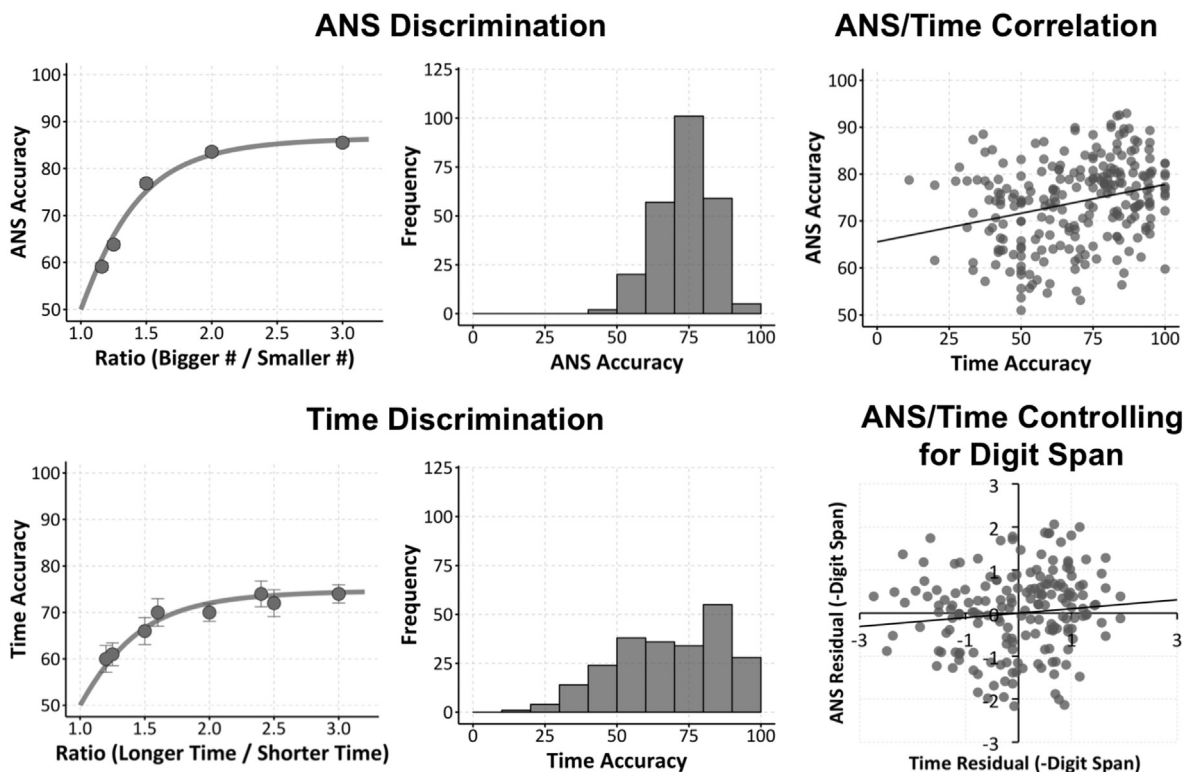 ANS Discrimination
ANS/Time Correlation
ANS Accuracy
100
90
80
70
60
50
1.0 1.5 2.0 2.5 3.0
Ratio (Bigger # / Smaller #)
Frequency
125
100
75
50
25
0
0 25 50 75 100
ANS Accuracy
ANS Accuracy
100
90
80
70
60
50
0 25 50 75 100
Time Accuracy
Time Discrimination
ANS/Time Controlling
for Digit Span
Time Accuracy
100
90
80
70
60
50
1.0 1.5 2.0 2.5 3.0
Ratio (Longer Time / Shorter Time)
Frequency
125
100
75
50
25
0
0 25 50 75 100
Time Accuracy
ANS Residual (-Digit Span)
3
2
1
0
-3 -1 1 3
-1
-2
-3
Time Residual (-Digit Span)